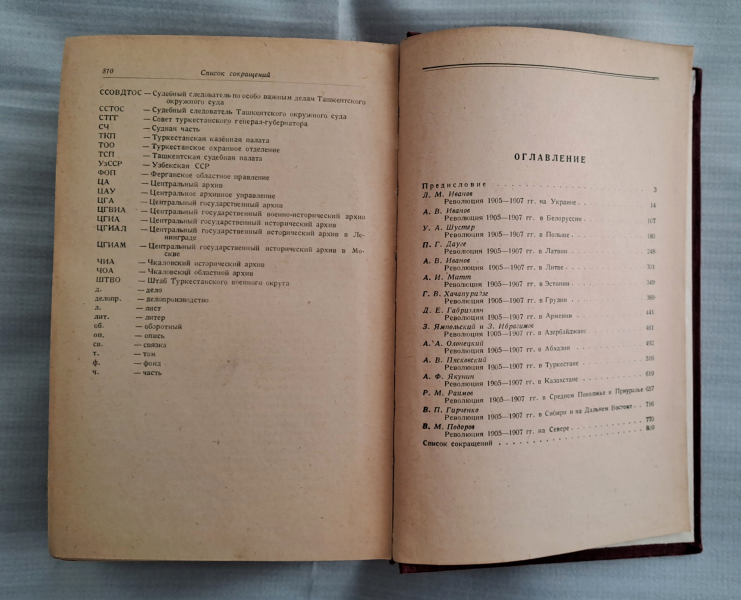 810 Список сокращений
ССОВДТОС — Судебный следователь по особо важным делам Ташкентского
окружного суда
ССТОС — Судебный следователь Ташкентского окружного суда
СТГГ — Совет туркестанского генерал-губернатора
СЧ — Судная часть
ТКП — Туркестанская казённая палата
ТОО — Туркестанское охранное отделение
ТСП — Ташкентская судебная палата
УзССР — Узбекская ССР
ФОП — Ферганское областное правление
ЦА — Центральный архив
ЦАУ — Центральное архивное управление
ЦГА — Центральный государственный архив
ЦГВИА — Центральный государственный военно-исторический архив
ЦГИА — Центральный государственный исторический архив
ЦГИАЛ — Центральный государственный исторический архив в Ле-
нинграде
ЦГИАМ — Центральный государственный исторический архив в Мо-
скве
ЧИА — Чкаловский исторический архив
ЧОА — Чкаловский областной архив
ШТВО — Штаб Туркестанского военного округа
д. — дело
делопр. — делопроизводство
л. — лист
лит. — литер
об. — оборотный
оп. — опись
св. — связка
т. — том
ф. — фонд
ч. — часть
ОГЛАВЛЕНИЕ
Предисловие 3
Л. М. Иванов
Революция 1905—1907 гг. на Украине 14
А. В. Иванов
Революция 1905—1907 гг. в Белоруссии 107
У. А. Шустер
Революция 1905—1907 гг. в Польше 180
П. Г. Дауге
Революция 1905—1907 гг. в Латвии 248
А. В. Иванов
Революция 1905—1907 гг. в Литве 301
А. И. Матт
Революция 1905—1907 гг. в Эстонии 349
Г. В. Хачапуридзе
Революция 1905—1907 гг. в Грузии 380
Д. Е. Габриэлян
Революция 1905—1907 гг. в Армении 441
З. Ямпольский и З. Ибрагимов
Революция 1905—1907 гг. в Азербайджане 461
А. А. Олонецкий
Революция 1905—1907 гг. в Абхазии 492
А. В. Пясковский
Революция 1905—1907 гг. в Туркестане
А. Ф. Якунин
Революция 1905—1907 гг. в Казахстане 619
Р. М. Раимов
Революция 1905—1907 гг. в Среднем Поволжье и Приуралье 637
В. П. Гирченко
Революция 1905—1907 гг. в Сибири и на Дальнем Востоке
В. М. Подоров
Революция 1905—1907 гг. на Севере 770
Список сокращений